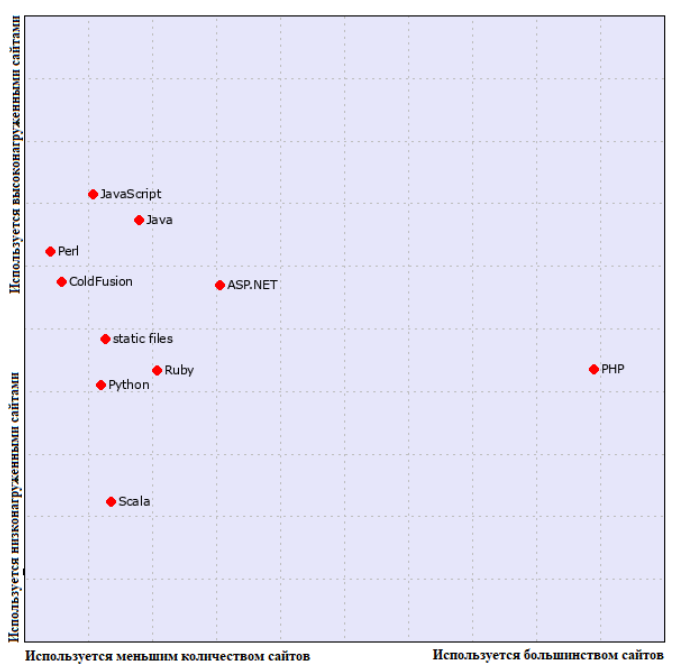 Используется высоконагруженными сайтами
JavaScript
Java
Perl
ColdFusion
ASP.NET
static files
Ruby
PHP
Python
Scala
Используется низконагруженными сайтами
Используется меньшим количеством сайтов
Используется большинством сайтов